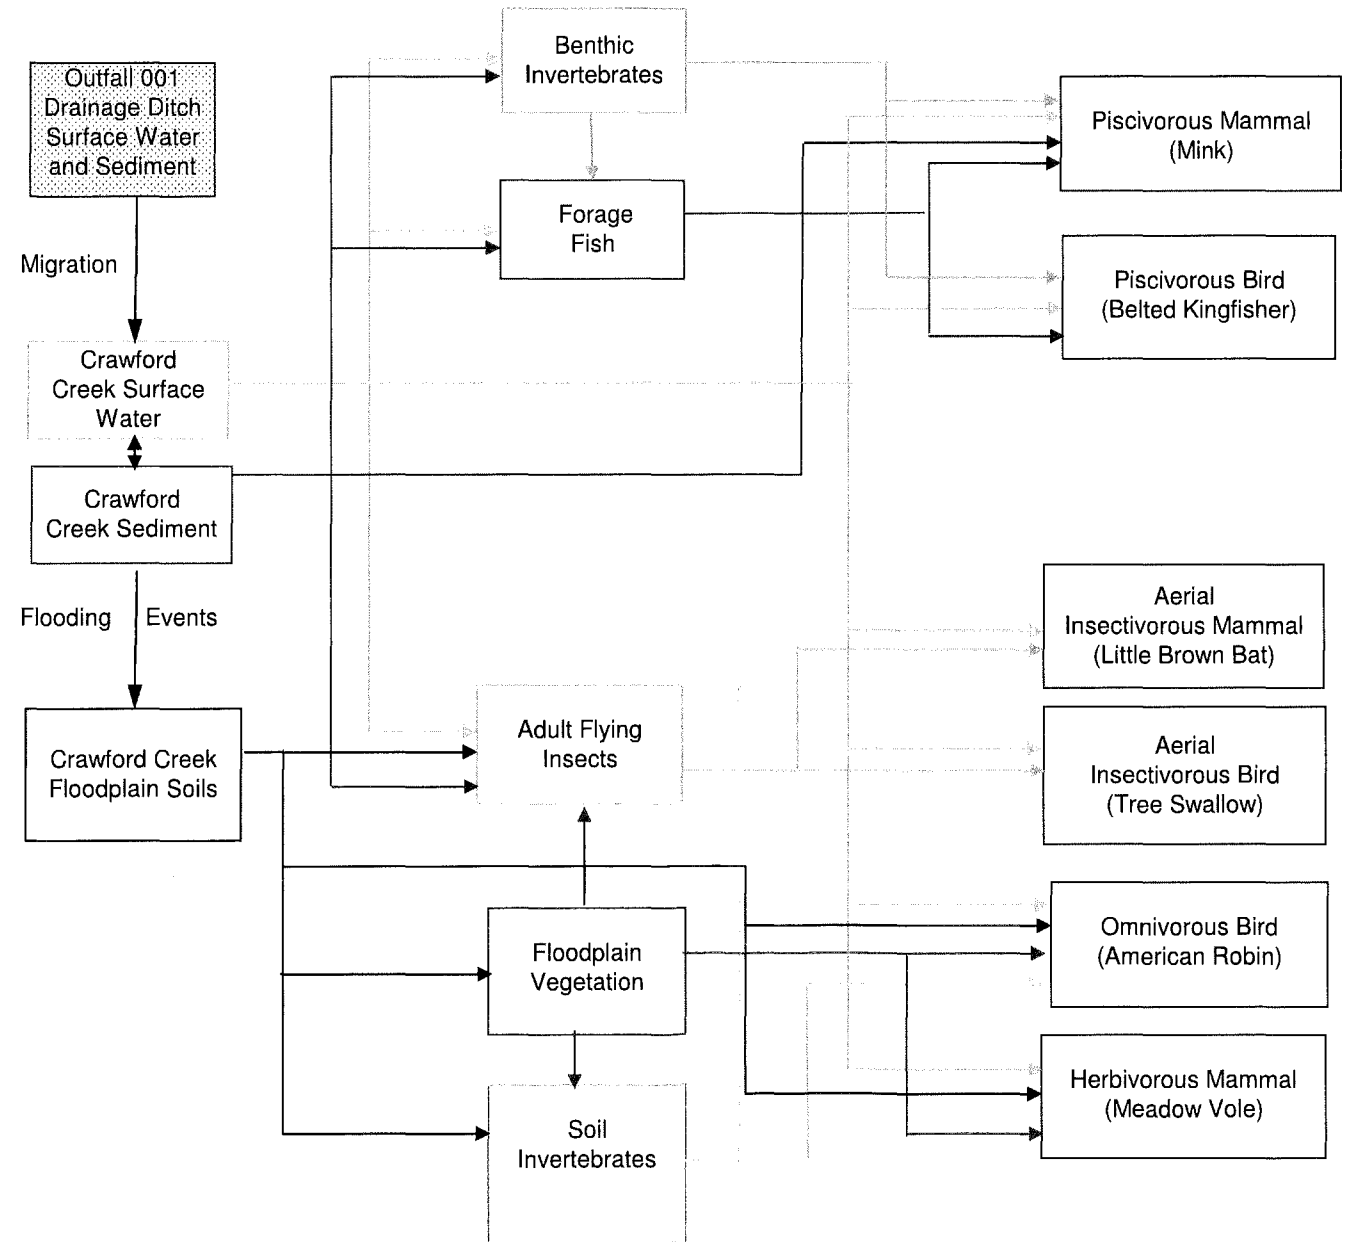 Outfall 001
Drainage Ditch
Surface Water
and Sediment
Migration
Crawford
Creek Surface
Water
Crawford
Creek Sediment
Flooding Events
Crawford Creek
Floodplain Soils
Benthic
Invertebrates
Forage
Fish
Adult Flying
Insects
Floodplain
Vegetation
Soil
Invertebrates
Piscivorous Mammal
(Mink)
Piscivorous Bird
(Belted Kingfisher)
Aerial
Insectivorous Mammal
(Little Brown Bat)
Aerial
Insectivorous Bird
(Tree Swallow)
Omnivorous Bird
(American Robin)
Herbivorous Mammal
(Meadow Vole)